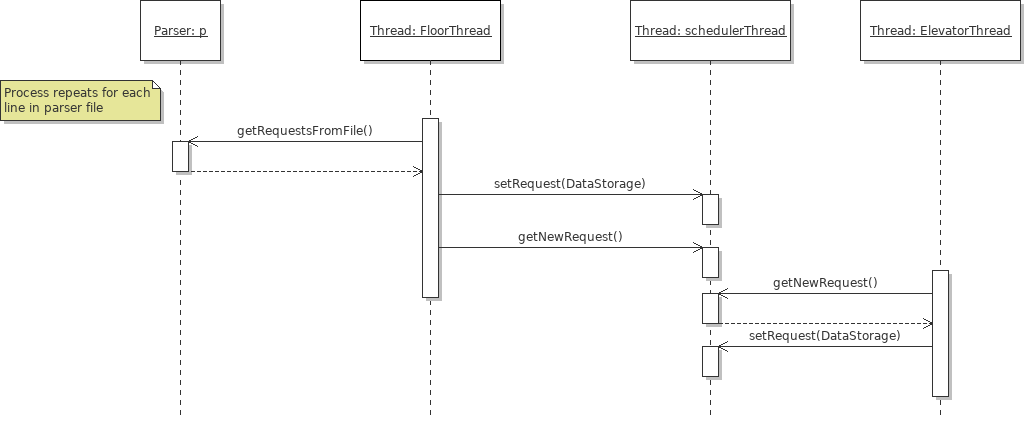 Parser: p
Thread: FloorThread
Thread: schedulerThread
Thread: ElevatorThread
Process repeats for each
line in parser file
getRequestsFromFile()
setRequest(DataStorage)
getNewRequest()
getNewRequest()
setRequest(DataStorage)